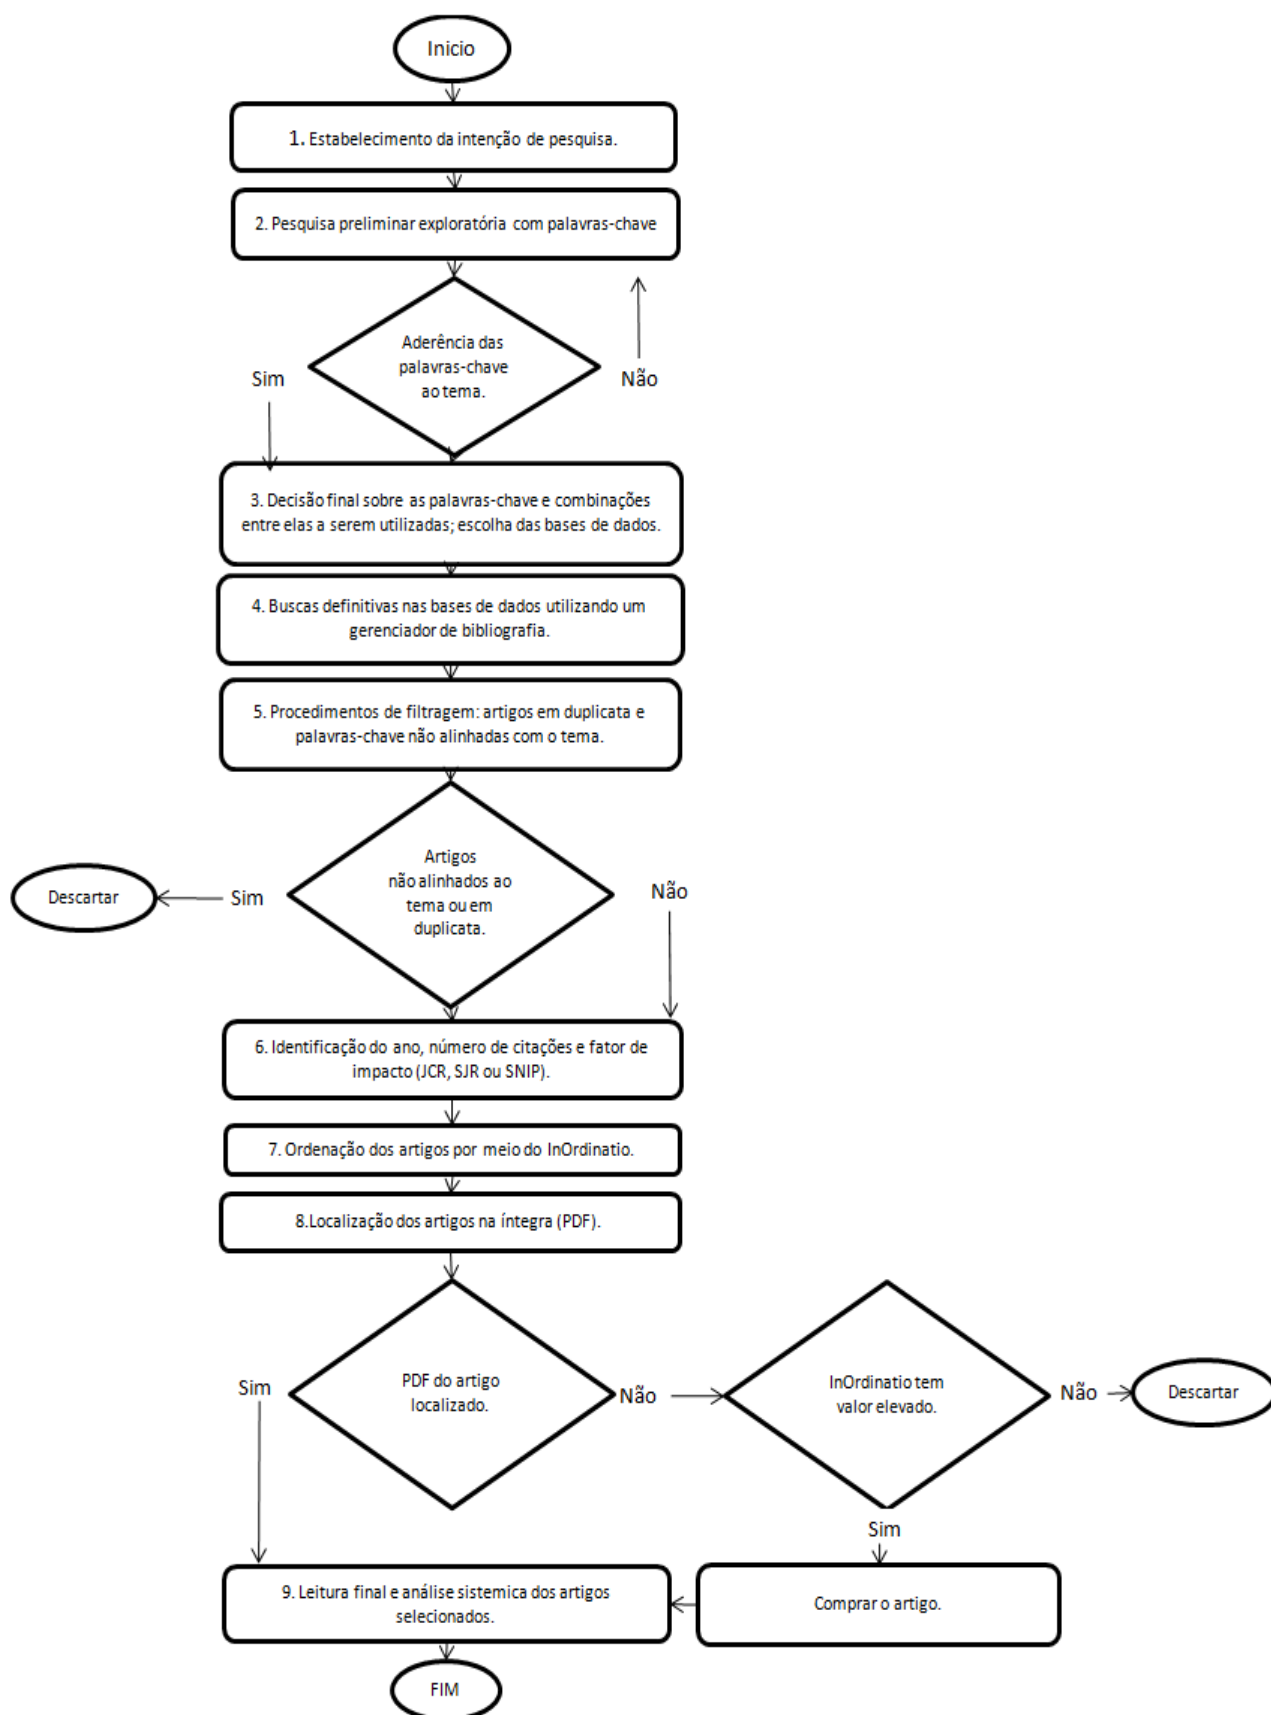 Inicio
1. Estabelecimento da intenção de pesquisa.
2. Pesquisa preliminar exploratória com palavras-chave
Aderência das
palavras-chave
ao tema.
Sim
Não
3. Decisão final sobre as palavras-chave e combinações
entre elas a serem utilizadas; escolha das bases de dados.
4. Buscas definitivas nas bases de dados utilizando um
gerenciador de bibliografia.
5. Procedimentos de filtragem: artigos em duplicata e
palavras-chave não alinhadas com o tema.
Artigos
não alinhados ao
tema ou em
duplicata.
Descartar
Sim
Não
6. Identificação do ano, número de citações e fator de
impacto (JCR, SJR ou SNIP).
7. Ordenação dos artigos por meio do InOrdinatio.
8.Localização dos artigos na íntegra (PDF).
PDF do artigo
localizado.
Sim
Não
InOrdinatio tem
valor elevado.
Não
Descartar
Sim
Comprar o artigo.
9. Leitura final e análise sistemica dos artigos
selecionados.
FIM